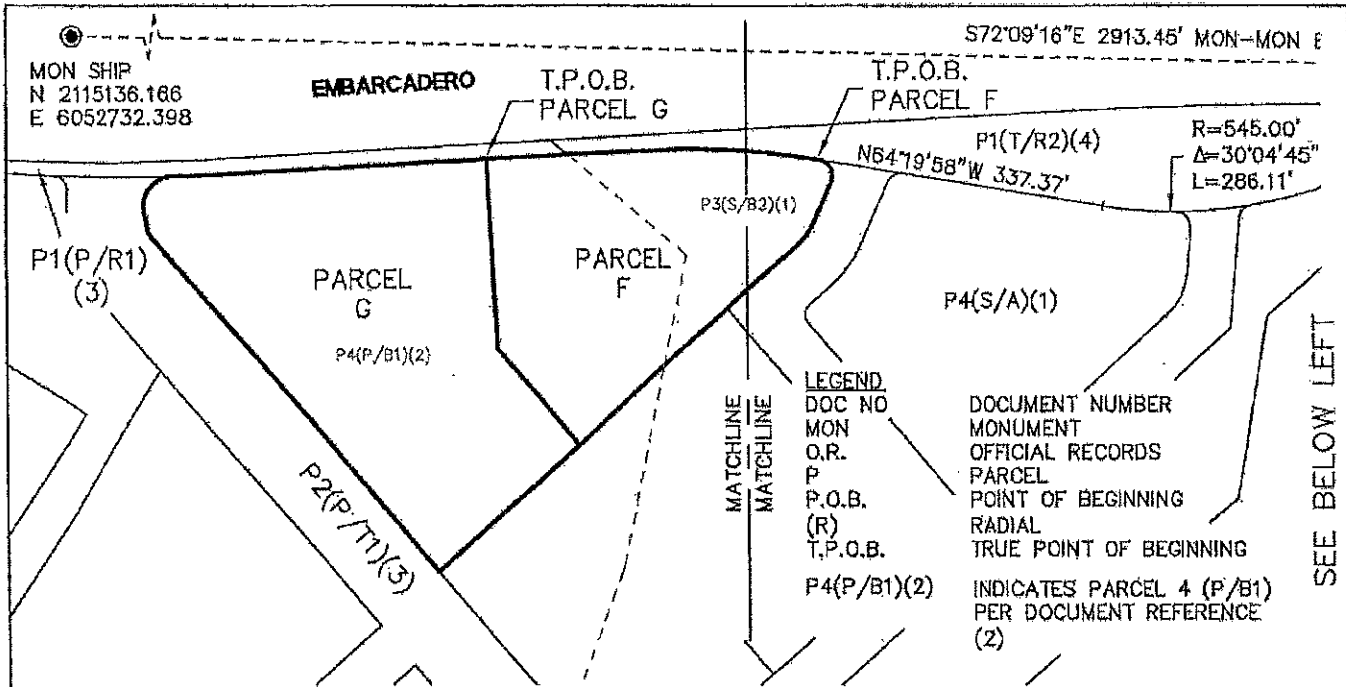 S72°09'16"E 2913.45' MON-MON
MON SHIP
N 2115136.166
E 6052732.398
EMBARCADERO
T.P.O.B.
PARCEL G
T.P.O.B.
PARCEL F
P1(T/R2)(4)
R=545.00'
Δ=30°04'45"
L=286.11'
N64°19'58"W 337.37'
P3(S/B2)(1)
P1(P/R1)
(3)
PARCEL
G
PARCEL
F
P4(S/A)(1)
P4(P/B1)(2)
P2(P/T1)(3)
MATCHLINE
MATCHLINE
LEGEND
DOC NO DOCUMENT NUMBER
MON MONUMENT
O.R. OFFICIAL RECORDS
P PARCEL
P.O.B. POINT OF BEGINNING
(R) RADIAL
T.P.O.B. TRUE POINT OF BEGINNING
P4(P/B1)(2) INDICATES PARCEL 4 (P/B1)
PER DOCUMENT REFERENCE
(2)
SEE BELOW LEFT